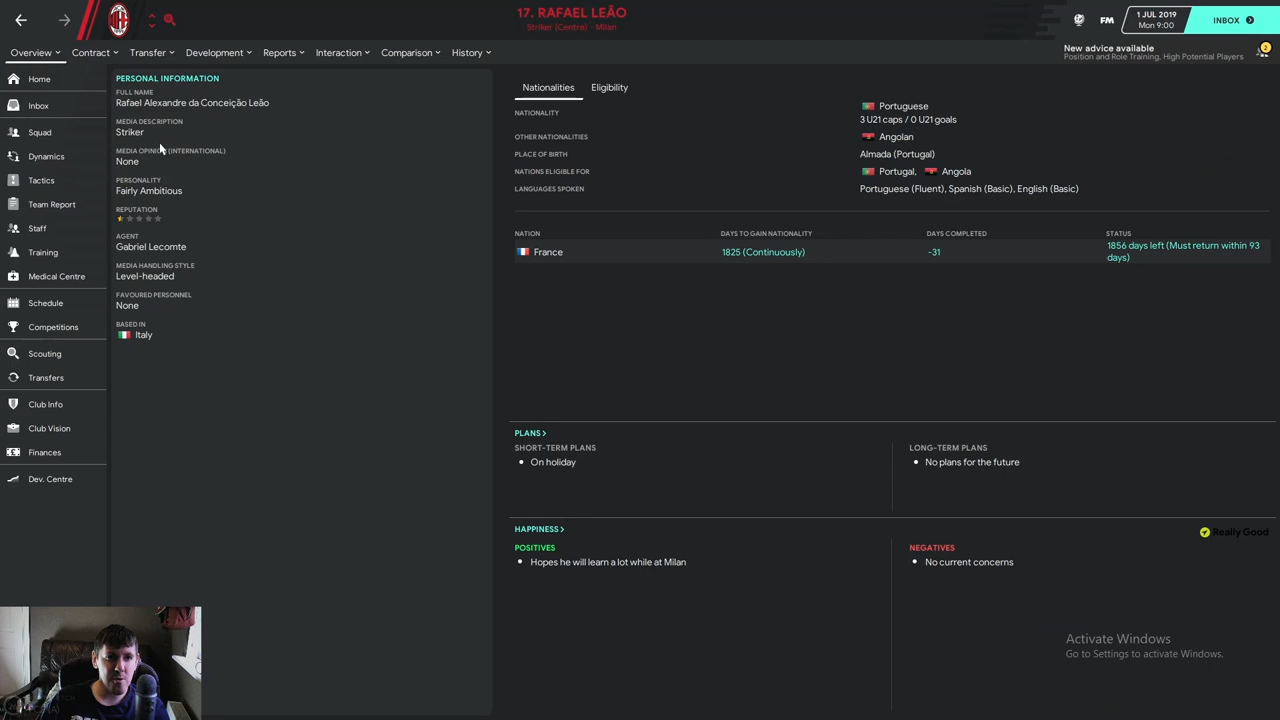 17. RAFAEL LEÃO
Striker (Centre) - Milan
FM
1 JUL 2019
Mon 9:00
INBOX
Overview
Contract
Transfer
Development
Reports
Interaction
Comparison
History
New advice available
Position and Role Training, High Potential Players
2
Home
Inbox
Squad
Dynamics
Tactics
Team Report
Staff
Training
Medical Centre
Schedule
Competitions
Scouting
Transfers
Club Info
Club Vision
Finances
Dev. Centre
PERSONAL INFORMATION
FULL NAME
Rafael Alexandre da Conceição Leão
MEDIA DESCRIPTION
Striker
MEDIA OPINION (INTERNATIONAL)
None
PERSONALITY
Fairly Ambitious
REPUTATION
AGENT
Gabriel Lecomte
MEDIA HANDLING STYLE
Level-headed
FAVOURED PERSONNEL
None
BASED IN
Italy
Nationalities
Eligibility
NATIONALITY
Portuguese
3 U21 caps / 0 U21 goals
OTHER NATIONALITIES
Angolan
PLACE OF BIRTH
Almada (Portugal)
NATIONS ELIGIBLE FOR
Portugal, Angola
LANGUAGES SPOKEN
Portuguese (Fluent), Spanish (Basic), English (Basic)
NATION DAYS TO GAIN NATIONALITY DAYS COMPLETED STATUS
France 1825 (Continuously) -31 1856 days left (Must return within 93
days)
PLANS >
SHORT-TERM PLANS
On holiday
LONG-TERM PLANS
No plans for the future
HAPPINESS >
Really Good
POSITIVES
Hopes he will learn a lot while at Milan
NEGATIVES
No current concerns
Activate Windows
Go to Settings to activate Windows.